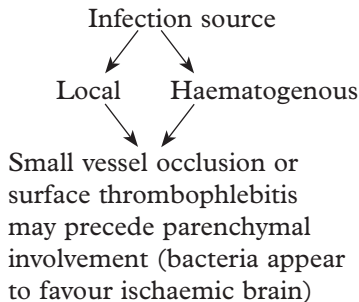 Infection source
Local Haematogenous
Small vessel occlusion or
surface thrombophlebitis
may precede parenchymal
involvement (bacteria appear
to favour ischaemic brain)